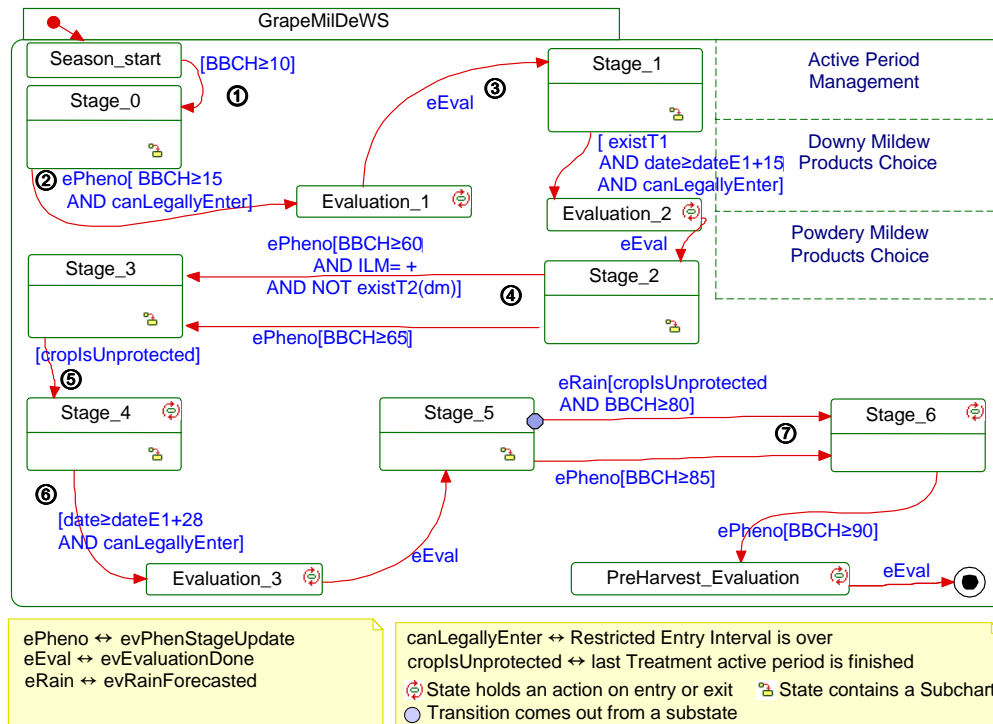 GrapeMilDeWS
Season_start
[BBCH≥10]
Stage_0
①
③
eEval
Stage_1
Active Period
Management
② ePheno[ BBCH≥15
AND canLegallyEnter]
Evaluation_1
[ existT1
AND date≥dateE1+15
AND canLegallyEnter]
Downy Mildew
Products Choice
Evaluation_2
eEval
Powdery Mildew
Products Choice
Stage_3
ePheno[BBCH≥60
AND ILM= +
AND NOT existT2(dm)]
④
Stage_2
ePheno[BBCH≥65]
[cropIsUnprotected]
⑤
Stage_4
Stage_5
eRain[cropIsUnprotected
AND BBCH≥80]
⑦
Stage_6
ePheno[BBCH≥85]
⑥
[date≥dateE1+28
AND canLegallyEnter]
eEval
ePheno[BBCH≥90]
Evaluation_3
PreHarvest_Evaluation
eEval
ePheno ↔ evPhenStageUpdate
eEval ↔ evEvaluationDone
eRain ↔ evRainForecasted
canLegallyEnter ↔ Restricted Entry Interval is over
cropIsUnprotected ↔ last Treatment active period is finished
State holds an action on entry or exit
State contains a Subchart
Transition comes out from a substate